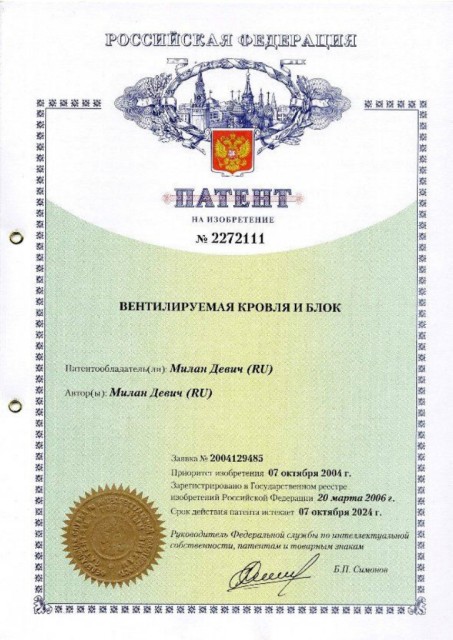 РОССИЙСКАЯ ФЕДЕРАЦИЯ
ПАТЕНТ
НА ИЗОБРЕТЕНИЕ
№ 2272111
ВЕНТИЛИРУЕМАЯ КРОВЛЯ И БЛОК
Патентообладатель(ли): Милан Девич (RU)
Автор(ы): Милан Девич (RU)
Заявка № 2004129485
Приоритет изобретения 07 октября 2004 г.
Зарегистрировано в Государственном реестре
изобретений Российской Федерации 20 марта 2006 г.
Срок действия патента истекает 07 октября 2024 г.
Руководитель Федеральной службы по интеллектуальной
собственности, патентам и товарным знакам
Б.П. Симонов